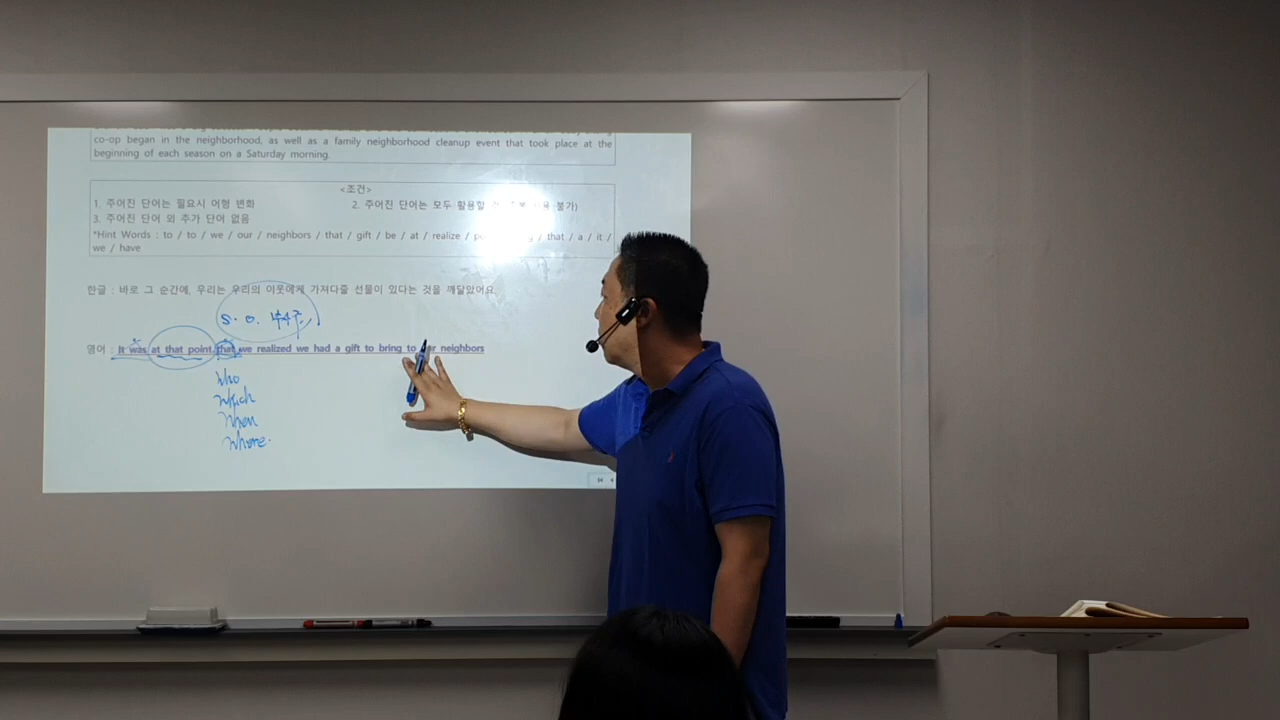 co-op began in the neighborhood, as well as a family neighborhood cleanup event that took place at the
beginning of each season on a Saturday morning.
<조건>
1. 주어진 단어는 필요시 어형 변화 2. 주어진 단어는 모두 활용할 불가)
3. 주어진 단어 외 추가 단어 없음
*Hint Words : to / to / we / our / neighbors / that / gift / be / at / realize / / that / a / it /
we / have
한글 : 바로 그 순간에, 우리는 우리의 이웃에게 가져다줄 선물이 있다는 것을 깨달았어요.
S. O. 부사구
영어 : It was at that point that we realized we had a gift to bring to our neighbors
who
which
when
where